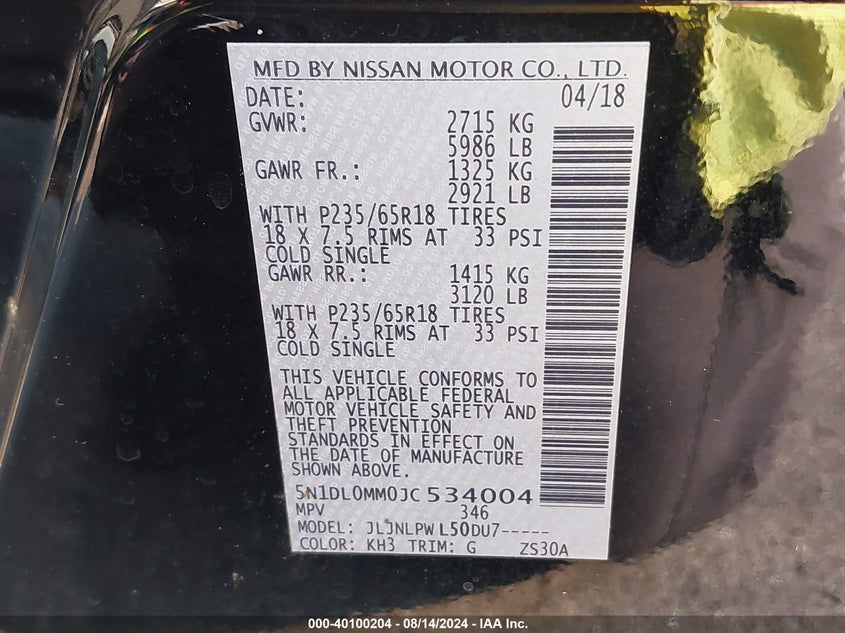 MFD BY NISSAN MOTOR CO., LTD.
DATE: 04/18
GVWR: 2715 KG
5986 LB
GAWR FR.: 1325 KG
2921 LB
WITH P235/65R18 TIRES
18 X 7.5 RIMS AT 33 PSI
COLD SINGLE
GAWR RR.: 1415 KG
3120 LB
WITH P235/65R18 TIRES
18 X 7.5 RIMS AT 33 PSI
COLD SINGLE
THIS VEHICLE CONFORMS TO
ALL APPLICABLE FEDERAL
MOTOR VEHICLE SAFETY AND
THEFT PREVENTION
STANDARDS IN EFFECT ON
THE DATE OF MANUFACTURE
SHOWN ABOVE.
5N1DL0MM0JC534004
MPV 346
MODEL: JLJNLPWL50DU7-----
COLOR: KH3 TRIM: G ZS30A
000-40100204 - 08/14/2024 - IAA Inc.